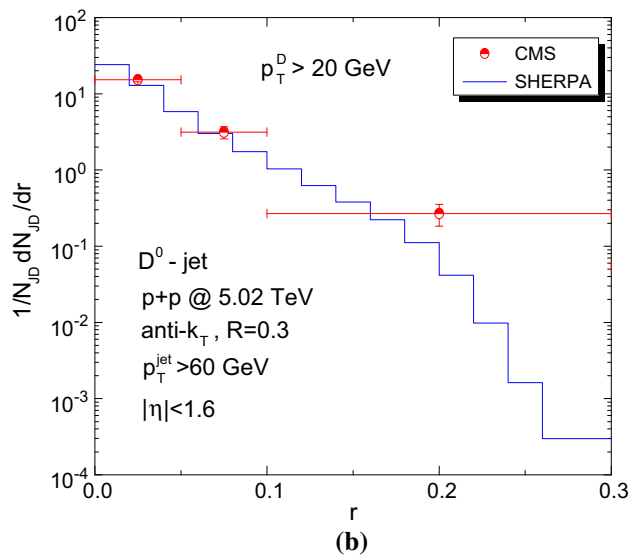 10^2
10^1
10^0
10^-1
10^-2
10^-3
10^-4
1/N_JD dN_JD/dr
p_T^D > 20 GeV
CMS
SHERPA
D^0 - jet
p+p @ 5.02 TeV
anti-k_T , R=0.3
p_T^jet >60 GeV
|η|<1.6
0.0 0.1 0.2 0.3
r
(b)